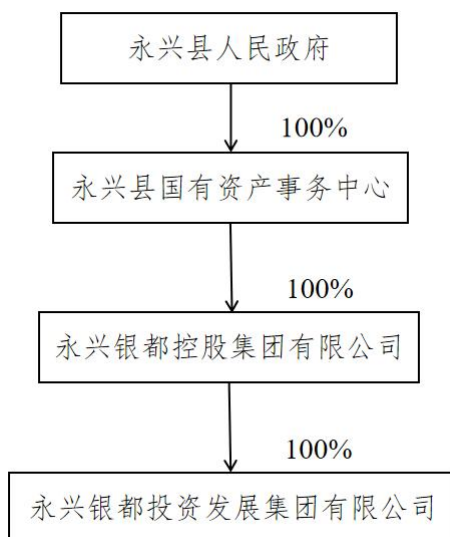 永兴县人民政府
100%
永兴县国有资产事务中心
100%
永兴银都控股集团有限公司
100%
永兴银都投资发展集团有限公司